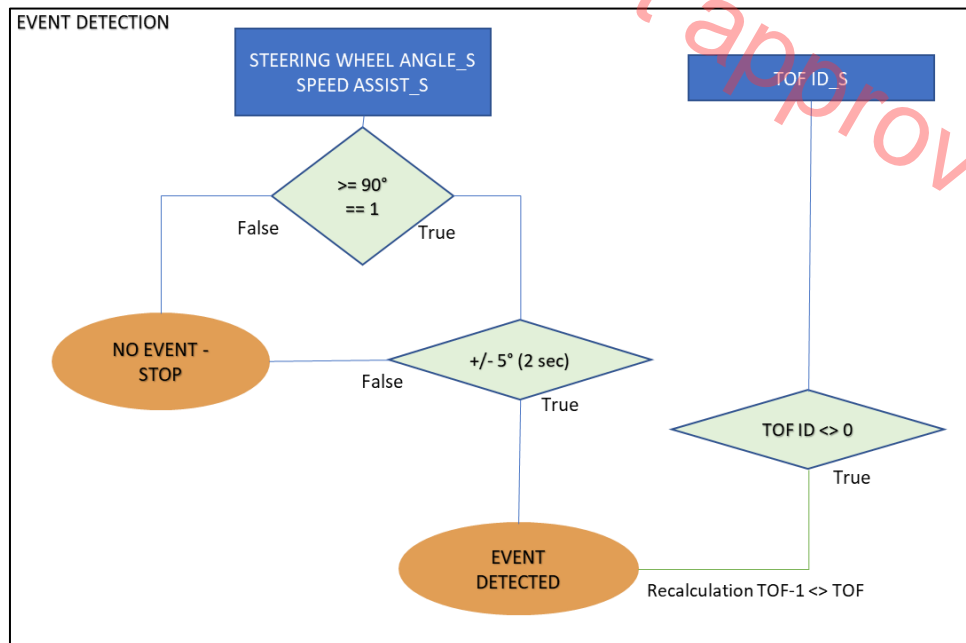 EVENT DETECTION
STEERING WHEEL ANGLE_S
SPEED ASSIST_S
TOF ID_S
>= 90°
== 1
False
True
NO EVENT -
STOP
+/- 5° (2 sec)
False
True
TOF ID <> 0
True
EVENT
DETECTED
Recalculation TOF-1 <> TOF